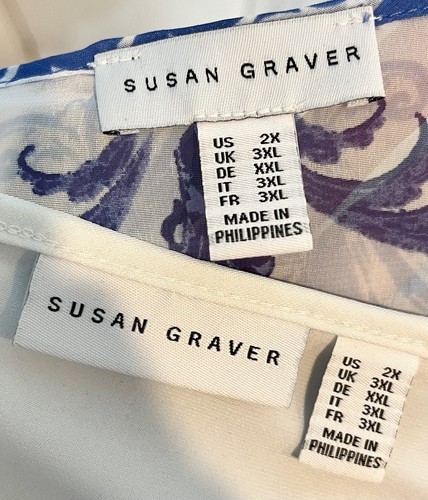 SUSAN GRAVER
US 2X
UK 3XL
DE XXL
IT 3XL
FR 3XL
MADE IN
PHILIPPINES
SUSAN GRAVER
US 2X
UK 3XL
DE XXL
IT 3XL
FR 3XL
MADE IN
PHILIPPINES